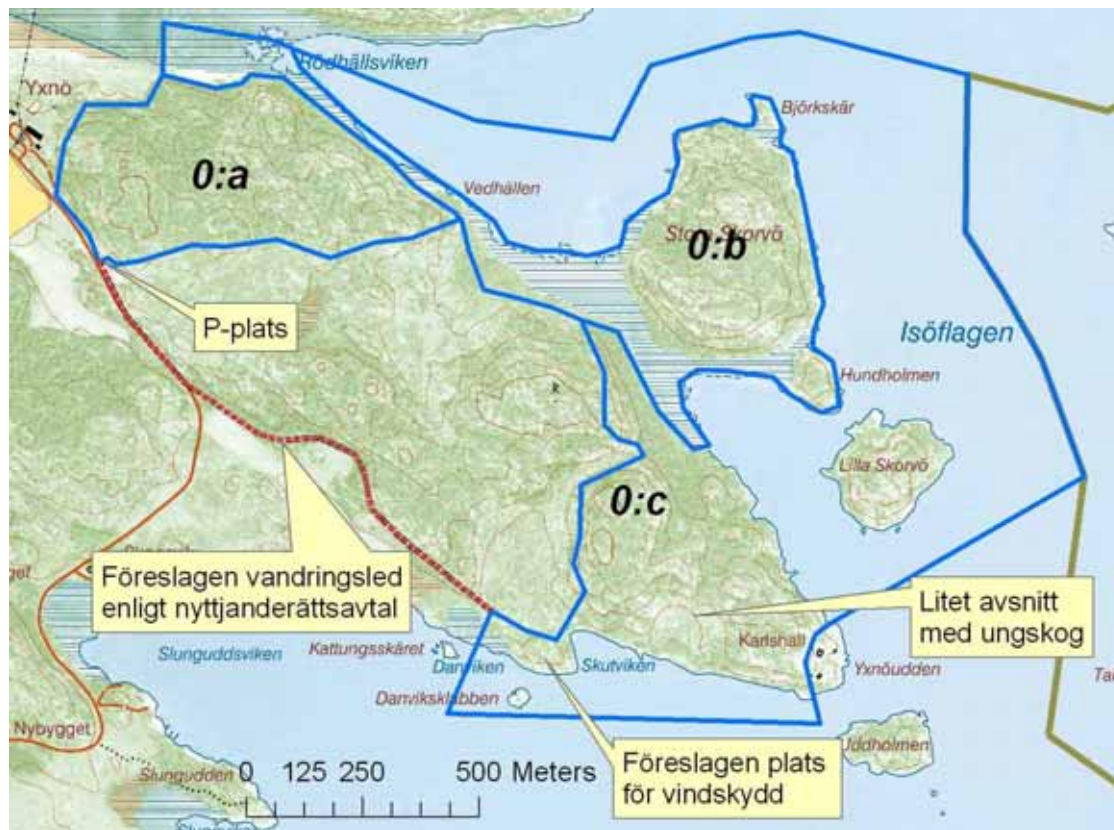 Rödhällsviken
Yxnö
Björkskär
0:a
Vedhällen
Stora Skorvö
0:b
P-plats
Isöflagen
Hundholmen
Lilla Skorvö
0:c
Föreslagen vandringsled
enligt nyttjanderättsavtal
Litet avsnitt
med ungskog
Karlshall
Slunguddsviken
Kattungsskäret
Danviken
Skutviken
Yxnöudden
Danviksklabben
Nybygget
Uddholmen
Föreslagen plats
för vindskydd
Slungudden
0 125 250 500 Meters